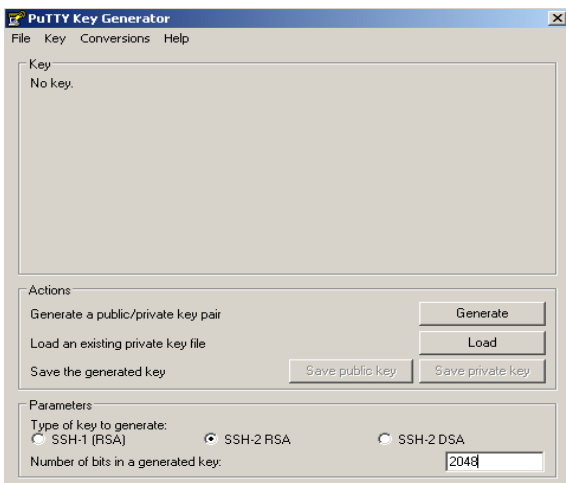 PuTTY Key Generator
File Key Conversions Help
Key
No key.
Actions
Generate a public/private key pair Generate
Load an existing private key file Load
Save the generated key Save public key Save private key
Parameters
Type of key to generate:
SSH-1 (RSA) SSH-2 RSA SSH-2 DSA
Number of bits in a generated key: 2048